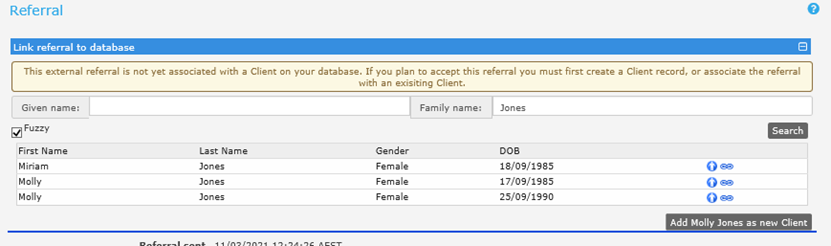 Referral
Link referral to database
This external referral is not yet associated with a Client on your database. If you plan to accept this referral you must first create a Client record, or associate the referral
with an exisiting Client.
Given name: Family name: Jones
Fuzzy
Search
First Name Last Name Gender DOB
Miriam Jones Female 18/09/1985
Molly Jones Female 17/09/1985
Molly Jones Female 25/09/1990
Add Molly Jones as new Client
Referral sent 11/03/2021 12:24:26 AEST